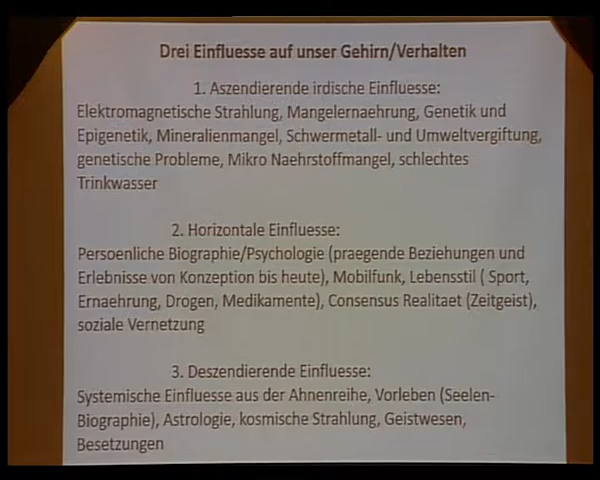 Drei Einfluesse auf unser Gehirn/Verhalten
1. Aszendierende irdische Einfluesse:
Elektromagnetische Strahlung, Mangelernaehrung, Genetik und
Epigenetik, Mineralienmangel, Schwermetall- und Umweltvergiftung,
genetische Probleme, Mikro Naehrstoffmangel, schlechtes
Trinkwasser
2. Horizontale Einfluesse:
Persoenliche Biographie/Psychologie (praegende Beziehungen und
Erlebnisse von Konzeption bis heute), Mobilfunk, Lebensstil ( Sport,
Ernaehrung, Drogen, Medikamente), Consensus Realitaet (Zeitgeist),
soziale Vernetzung
3. Deszendierende Einfluesse:
Systemische Einfluesse aus der Ahnenreihe, Vorleben (Seelen-
Biographie), Astrologie, kosmische Strahlung, Geistwesen,
Besetzungen